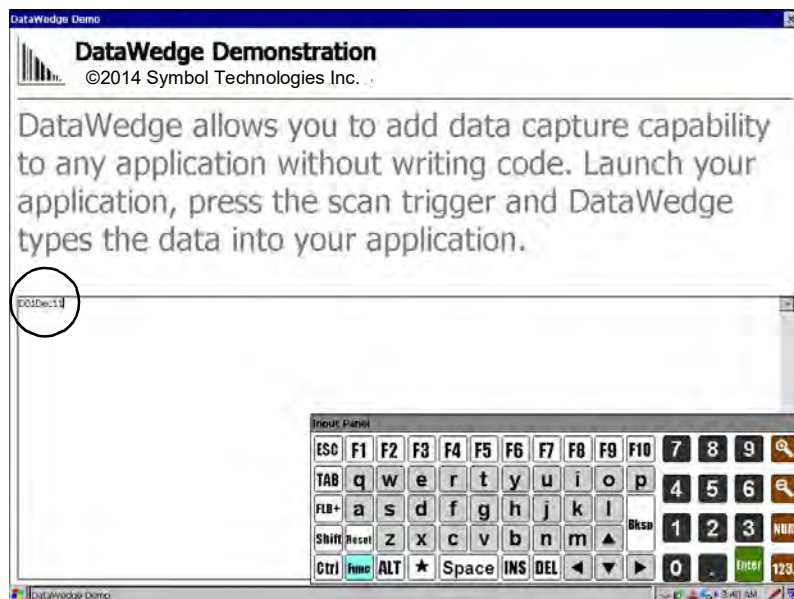 DataWedge Demo
DataWedge Demonstration
©2014 Symbol Technologies Inc.
DataWedge allows you to add data capture capability
to any application without writing code. Launch your
application, press the scan trigger and DataWedge
types the data into your application.
Input Panel
ESC F1 F2 F3 F4 F5 F6 F7 F8 F9 F10 7 8 9
TAB q w e r t y u i o p 4 5 6
FLB+ a s d f g h j k l Bksp
Shift Reset z x c v b n m ▲ 1 2 3 NUM
Ctrl Func ALT ★ Space INS DEL ◀ ▼ ▶ 0 . Enter 123.
DataWedge Demo 3:40 AM